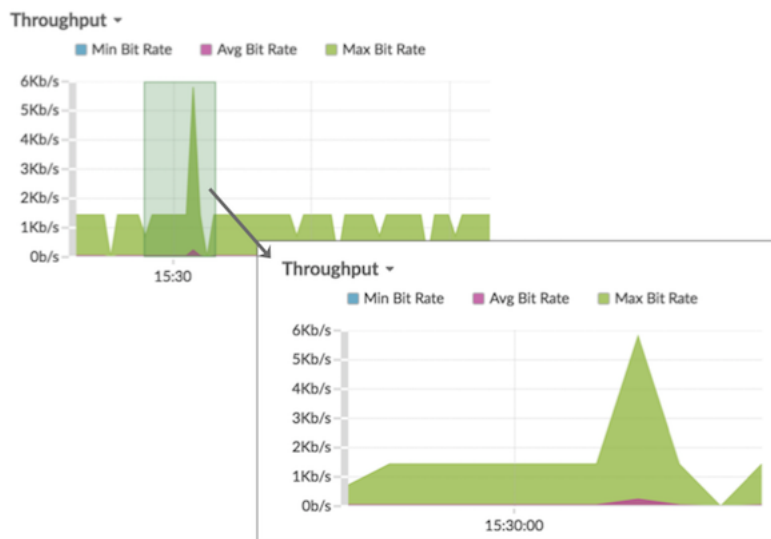 Throughput
Min Bit Rate Avg Bit Rate Max Bit Rate
6Kb/s
5Kb/s
4Kb/s
3Kb/s
2Kb/s
1Kb/s
0b/s
15:30
Throughput
Min Bit Rate Avg Bit Rate Max Bit Rate
6Kb/s
5Kb/s
4Kb/s
3Kb/s
2Kb/s
1Kb/s
0b/s
15:30:00